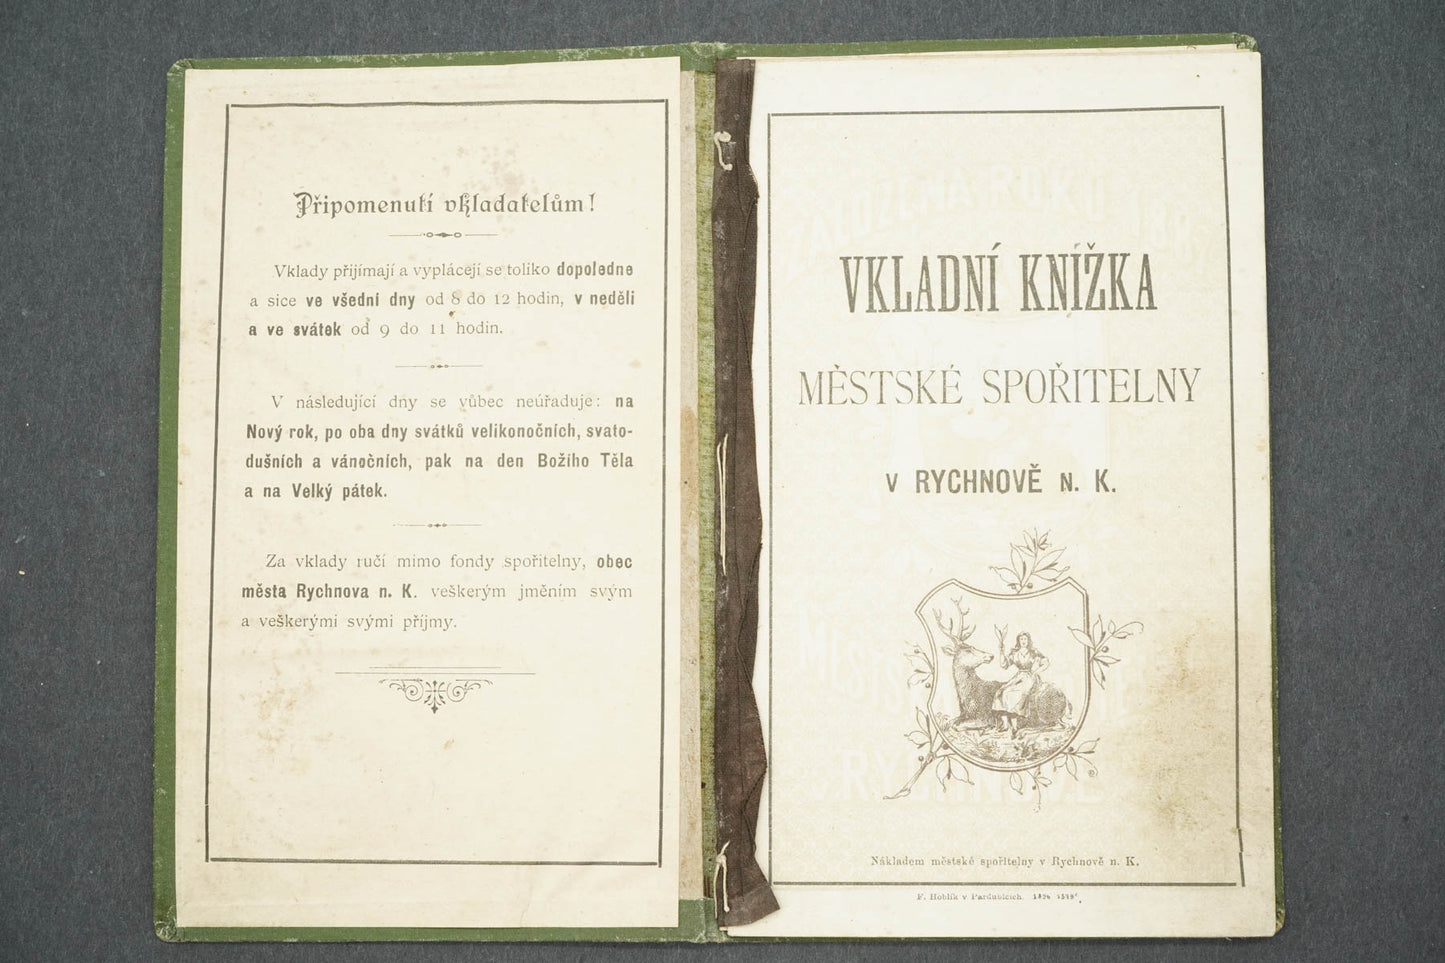 Připomenutí vkladatelům!
Vklady přijímají a vyplácejí se toliko dopoledne
a sice ve všední dny od 8 do 12 hodin, v neděli
a ve svátek od 9 do 11 hodin.
V následující dny se vůbec neúřaduje: na
Nový rok, po oba dny svátků velikonočních, svato-
dušních a vánočních, pak na den Božího Těla
a na Velký pátek.
Za vklady ručí mimo fondy spořitelny, obec
města Rychnova n. K. veškerým jměním svým
a veškerými svými příjmy.
VKLADNÍ KNÍŽKA
MĚSTSKÉ SPOŘITELNY
V RYCHNOVĚ N. K.
Nákladem městské spořitelny v Rychnově n. K.
F. Hoblík v Pardubicích.